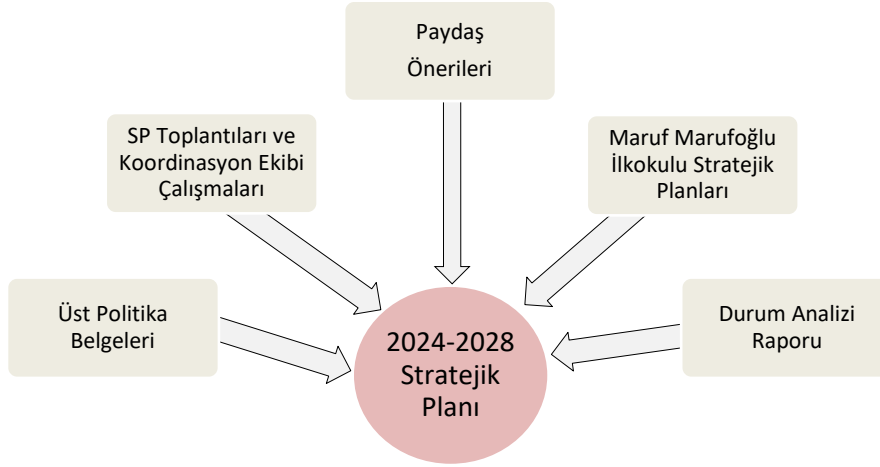 Paydaş
Önerileri
SP Toplantıları ve
Koordinasyon Ekibi
Çalışmaları
Maruf Marufoğlu
İlkokulu Stratejik
Planları
Üst Politika
Belgeleri
Durum Analizi
Raporu
2024-2028
Stratejik
Planı